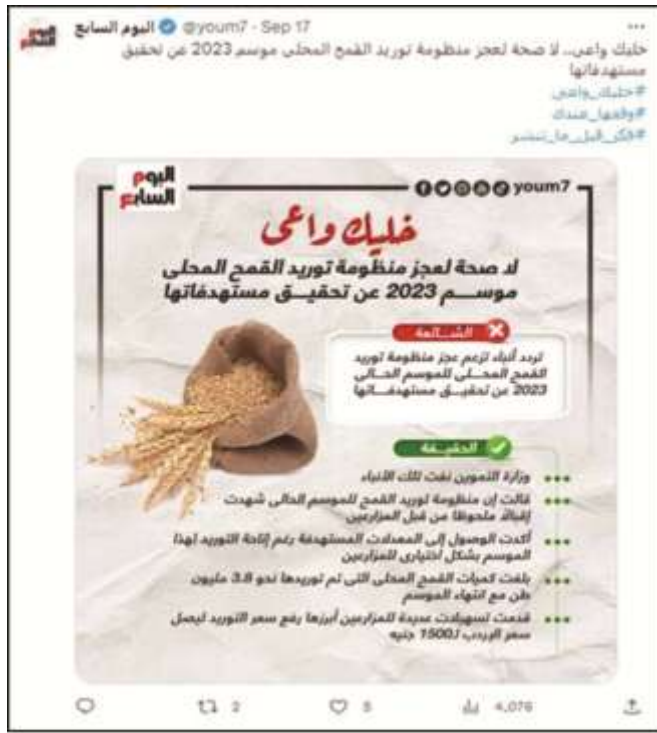 اليوم السابع @youm7 · Sep 17
خليك واعى.. لا صحة لعجز منظومة توريد القمح المحلى موسم 2023 عن تحقيق
مستهدفاتها
#خليك_واعى
#وقفها_عندك
#فكر_قبل_ما_تنشر
اليوم
السابع
youm7
خليك واعى
لا صحة لعجز منظومة توريد القمح المحلى
موسم 2023 عن تحقيق مستهدفاتها
الشائعة
تردد أنباء تزعم عجز منظومة توريد
القمح المحلى للموسم الحالى
2023 عن تحقيق مستهدفاتها
الحقيقة
وزارة التموين نفت تلك الأنباء
قالت إن منظومة توريد القمح للموسم الحالى شهدت
إقبالا ملحوظا من قبل المزارعين
أكدت الوصول إلى المعدلات المستهدفة رغم إتاحة التوريد لهذا
الموسم بشكل اختيارى للمزارعين
بلغت كميات القمح المحلى التى تم توريدها نحو 3.8 مليون
طن مع انتهاء الموسم
قدمت تسهيلات عديدة للمزارعين أبرزها رفع سعر التوريد ليصل
سعر الإردب لـ1500 جنيه
2 5 4,076